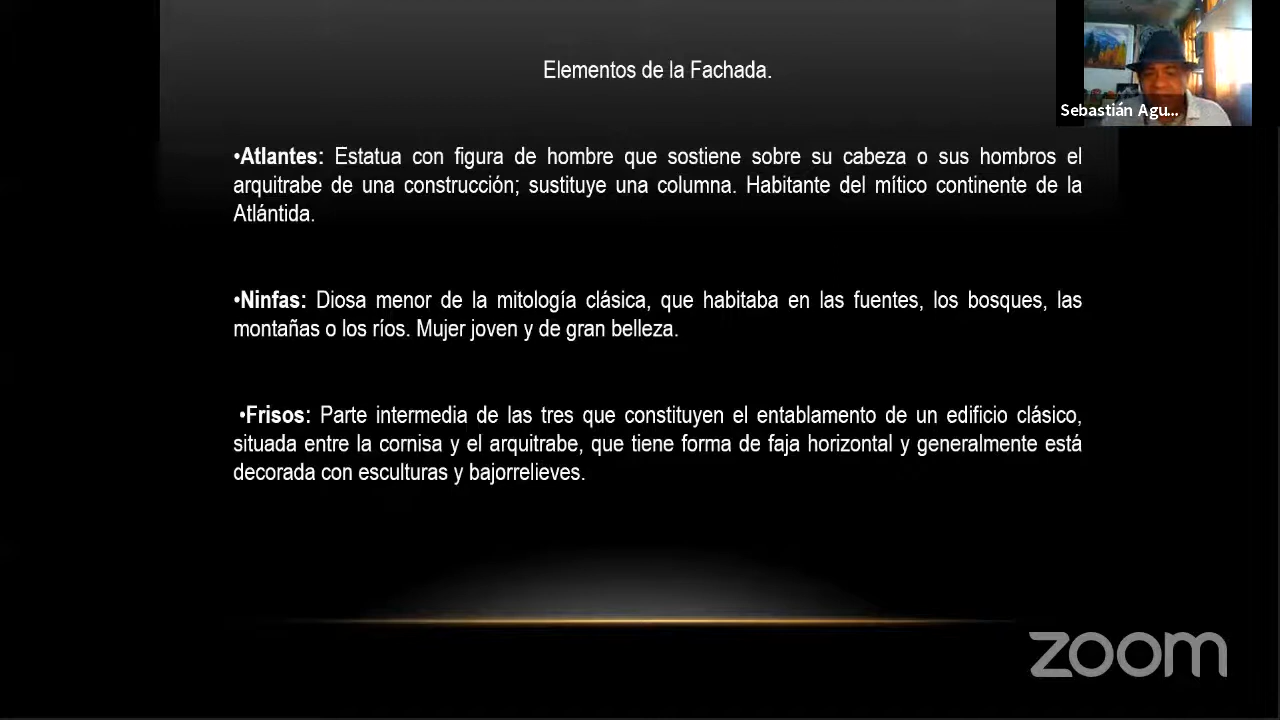 Elementos de la Fachada.
Sebastián Agu...
•Atlantes: Estatua con figura de hombre que sostiene sobre su cabeza o sus hombros el
arquitrabe de una construcción; sustituye una columna. Habitante del mítico continente de la
Atlántida.
•Ninfas: Diosa menor de la mitología clásica, que habitaba en las fuentes, los bosques, las
montañas o los ríos. Mujer joven y de gran belleza.
•Frisos: Parte intermedia de las tres que constituyen el entablamento de un edificio clásico,
situada entre la cornisa y el arquitrabe, que tiene forma de faja horizontal y generalmente está
decorada con esculturas y bajorrelieves.
zoom